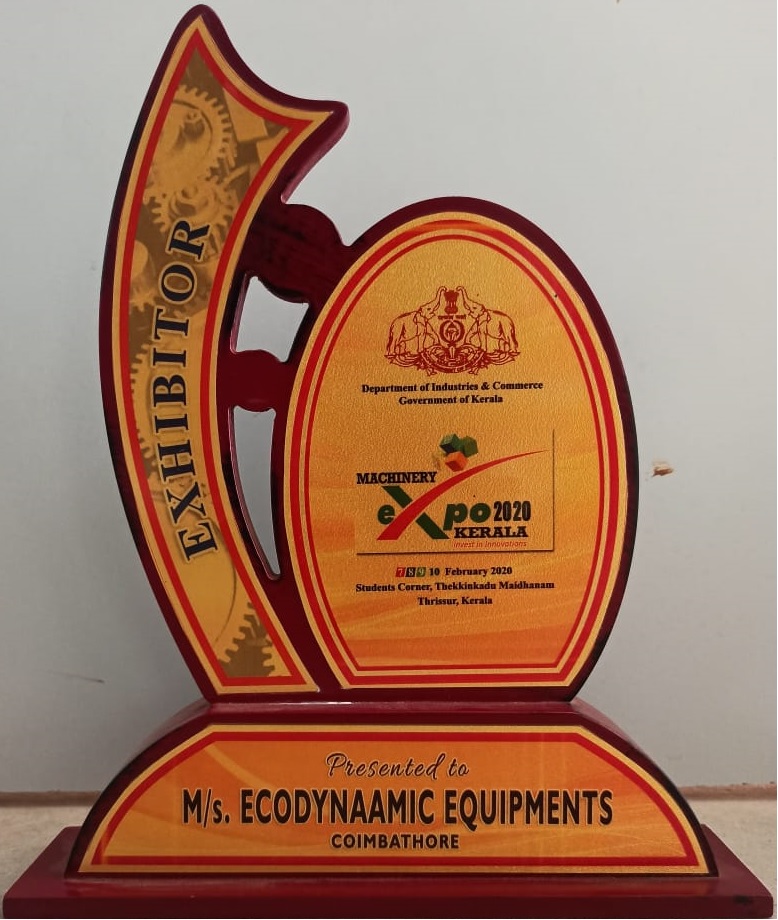 EXHIBITOR
Department of Industries & Commerce
Government of Kerala
MACHINERY
eXpo 2020
KERALA
Invest in Innovations
7 8 9 10 February 2020
Students Corner, Thekkinkadu Maidhanam
Thrissur, Kerala
Presented to
M/s. ECODYNAAMIC EQUIPMENTS
COIMBATHORE